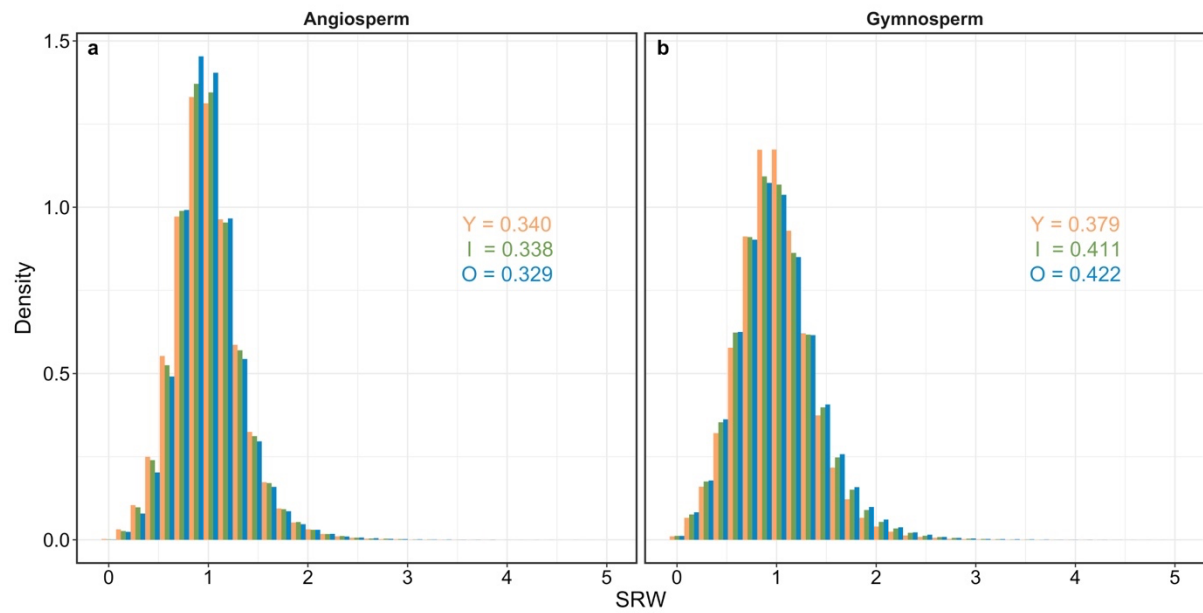 Angiosperm
Gymnosperm
a
b
1.5
1.0
0.5
0.0
Density
Y = 0.340
I = 0.338
O = 0.329
Y = 0.379
I = 0.411
O = 0.422
0 1 2 3 4 5
0 1 2 3 4 5
SRW